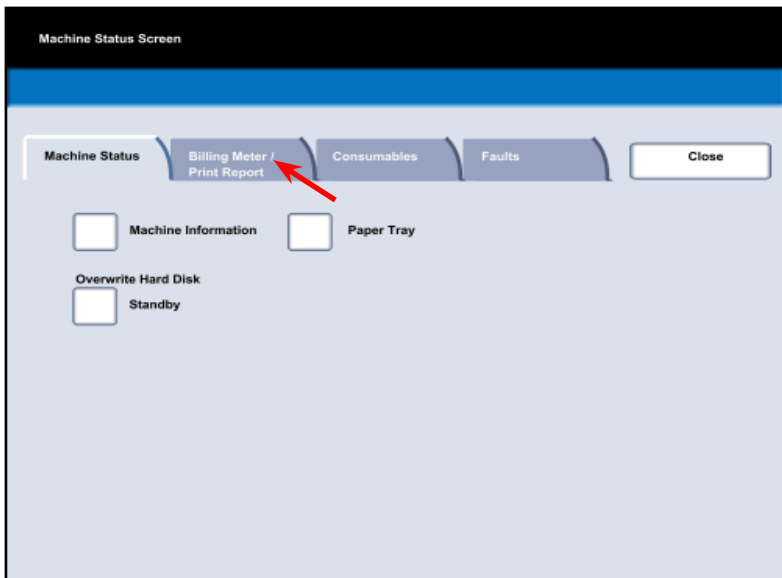 Machine Status Screen
Machine Status
Billing Meter /
Print Report
Consumables
Faults
Close
Machine Information
Paper Tray
Overwrite Hard Disk
Standby